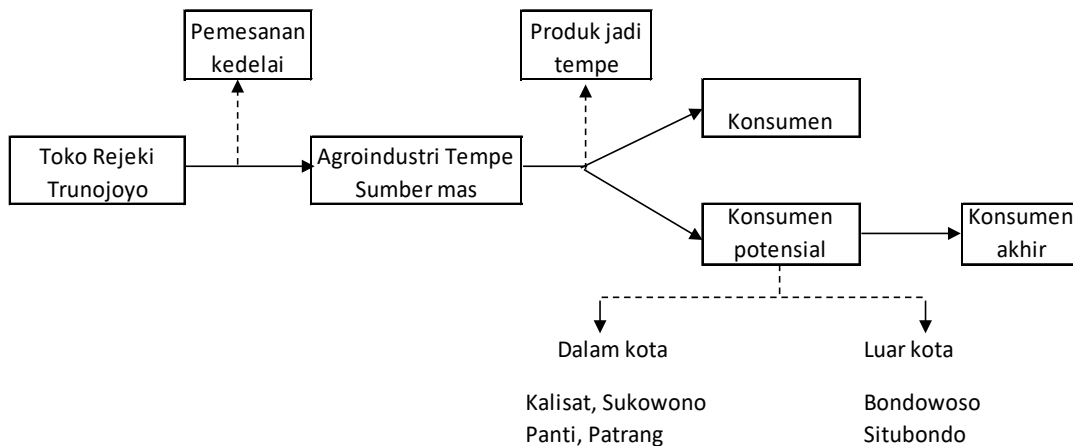 Pemesanan
kedelai
Produk jadi
tempe
Konsumen
Toko Rejeki
Trunojoyo
Agroindustri Tempe
Sumber mas
Konsumen
potensial
Konsumen
akhir
Dalam kota
Luar kota
Kalisat, Sukowono
Panti, Patrang
Bondowoso
Situbondo